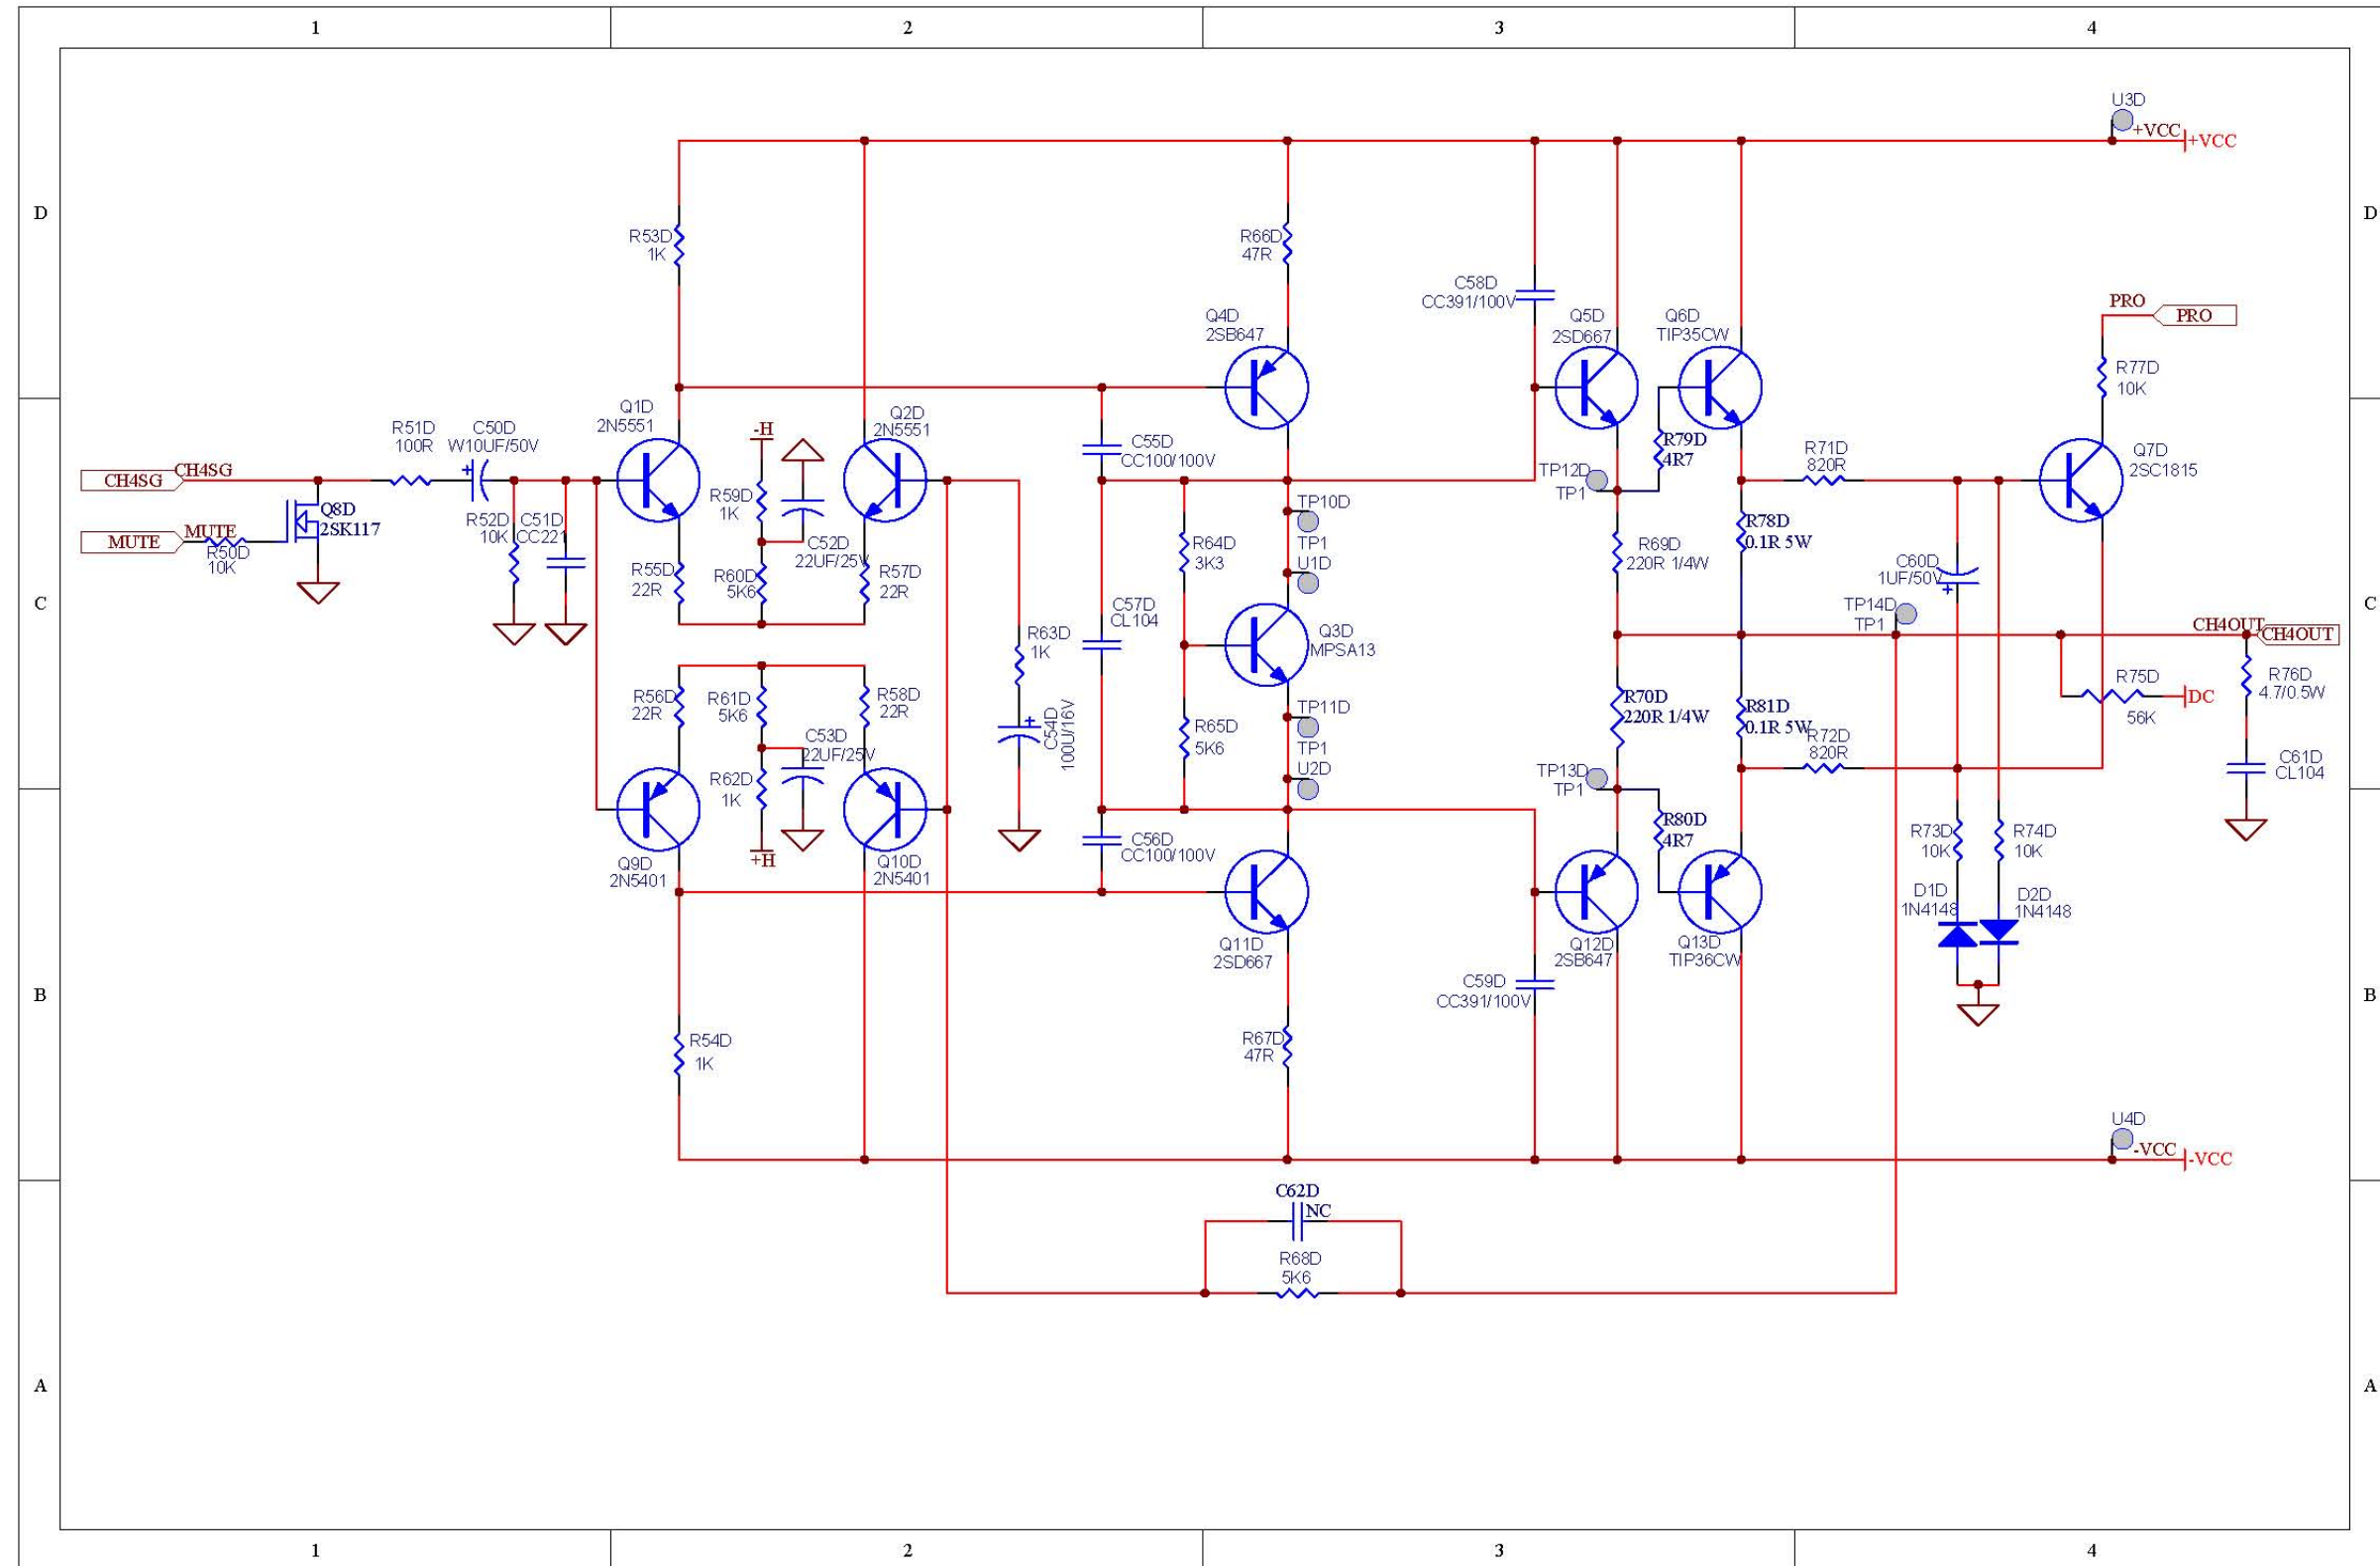 1
2
3
4
D
D
U3D
+VCC
+VCC
R53D
1K
R66D
47R
C58D
CC391/100V
Q4D
2SB647
Q5D
2SD667
Q6D
TIP35CW
PRO
PRO
R77D
10K
Q1D
2N5551
Q2D
2N5551
-H
R51D
100R
C50D
W10UF/50V
+
CH4SG
CH4SG
C55D
CC100/100V
R79D
4R7
TP12D
TP1
R71D
820R
Q7D
2SC1815
R59D
1K
Q8D
2SK117
MUTE
MUTE
R50D
10K
R52D
10K
C51D
CC221
C52D
22UF/25V
TP10D
TP1
U1D
R64D
3K3
R78D
0.1R 5W
R69D
220R 1/4W
R55D
22R
R60D
5K6
R57D
22R
C60D
1UF/50V
+
C
C
C57D
CL104
Q3D
MPSA13
TP14D
TP1
CH4OUT
CH4OUT
R63D
1K
R56D
22R
R61D
5K6
R58D
22R
R70D
220R 1/4W
R81D
0.1R 5W
R75D
56K
DC
R76D
4.7/0.5W
C53D
22UF/25V
+
C54D
100U/16V
R65D
5K6
TP11D
TP1
U2D
R72D
820R
R62D
1K
TP13D
TP1
C61D
CL104
+H
Q9D
2N5401
Q10D
2N5401
C56D
CC100/100V
R80D
4R7
R73D
10K
R74D
10K
D1D
1N4148
D2D
1N4148
Q11D
2SD667
Q12D
2SB647
Q13D
TIP36CW
C59D
CC391/100V
B
B
R54D
1K
R67D
47R
U4D
-VCC
-VCC
C62D
NC
R68D
5K6
A
A
1
2
3
4